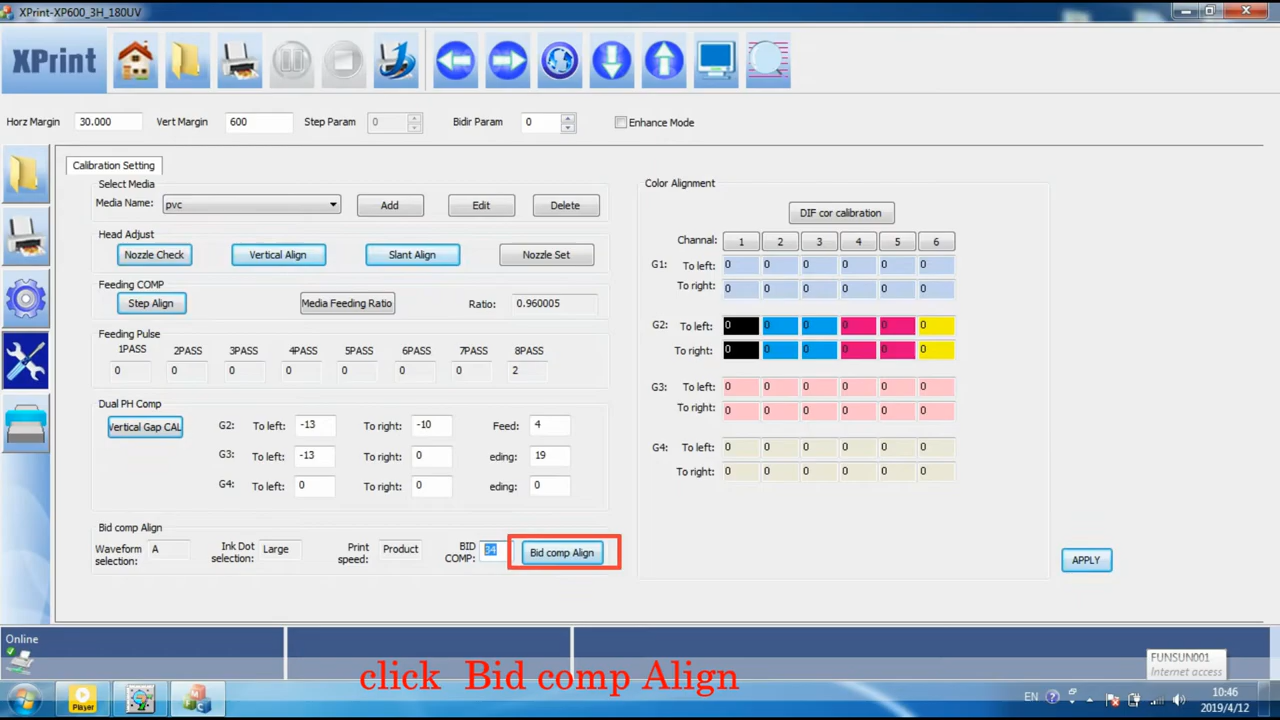 XPrint-XP600_3H_180UV
XPrint
Horz Margin 30.000 Vert Margin 600 Step Param 0 Bidir Param 0 Enhance Mode
Calibration Setting
Select Media
Media Name: pvc Add Edit Delete
Head Adjust
Nozzle Check Vertical Align Slant Align Nozzle Set
Feeding COMP
Step Align Media Feeding Ratio Ratio: 0.960005
Feeding Pulse
1PASS 2PASS 3PASS 4PASS 5PASS 6PASS 7PASS 8PASS
0 0 0 0 0 0 0 2
Dual PH Comp
Vertical Gap CAL G2: To left: -13 To right: -10 Feed: 4
G3: To left: -13 To right: 0 eding: 19
G4: To left: 0 To right: 0 eding: 0
Bid comp Align
Waveform selection: A Ink Dot selection: Large Print speed: Product BID COMP: 34 Bid comp Align
Color Alignment
DIF cor calibration
Channel: 1 2 3 4 5 6
G1: To left: 0 0 0 0 0 0
To right: 0 0 0 0 0 0
G2: To left: 0 0 0 0 0 0
To right: 0 0 0 0 0 0
G3: To left: 0 0 0 0 0 0
To right: 0 0 0 0 0 0
G4: To left: 0 0 0 0 0 0
To right: 0 0 0 0 0 0
APPLY
Online
click Bid comp Align
FUNSUN001
Internet access
Player
EN
10:46
2019/4/12